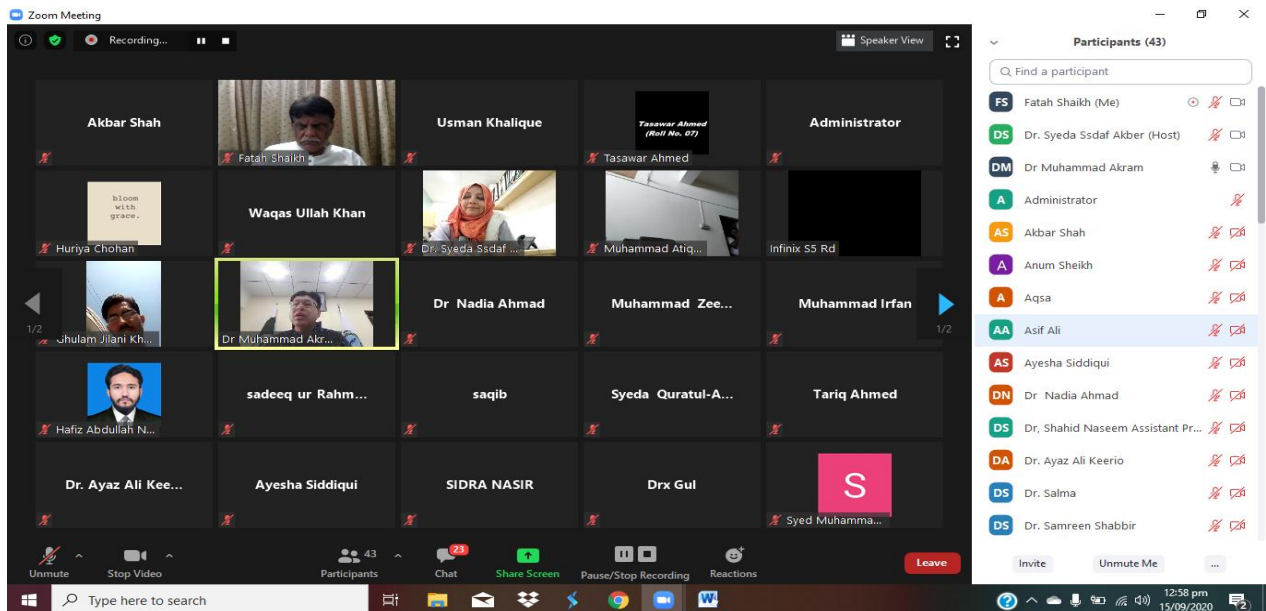 Zoom Meeting
Recording...
Speaker View
Akbar Shah
Fatah Shaikh
Usman Khalique
Tasawar Ahmed
(Roll No. 07)
Tasawar Ahmed
Administrator
bloom
with
grace.
Huriya Chohan
Waqas Ullah Khan
Dr. Syeda Ssdaf ...
Muhammad Atiq...
Infinix S5 Rd
1/2
Ghulam Jilani Kh...
Dr Muhammad Akr...
Dr Nadia Ahmad
Muhammad Zee...
Muhammad Irfan
1/2
Hafiz Abdullah N...
sadeeq ur Rahm...
saqib
Syeda Quratul-A...
Tariq Ahmed
Dr. Ayaz Ali Kee...
Ayesha Siddiqui
SIDRA NASIR
Drx Gul
S
Syed Muhamma...
Unmute
Stop Video
43
Participants
23
Chat
Share Screen
Pause/Stop Recording
Reactions
Leave
Participants (43)
Find a participant
FS Fatah Shaikh (Me)
DS Dr. Syeda Ssdaf Akber (Host)
DM Dr Muhammad Akram
A Administrator
AS Akbar Shah
A Anum Sheikh
A Aqsa
AA Asif Ali
AS Ayesha Siddiqui
DN Dr Nadia Ahmad
DS Dr, Shahid Naseem Assistant Pr...
DA Dr. Ayaz Ali Keerio
DS Dr. Salma
DS Dr. Samreen Shabbir
Invite
Unmute Me
...
Type here to search
12:58 pm
15/09/2020